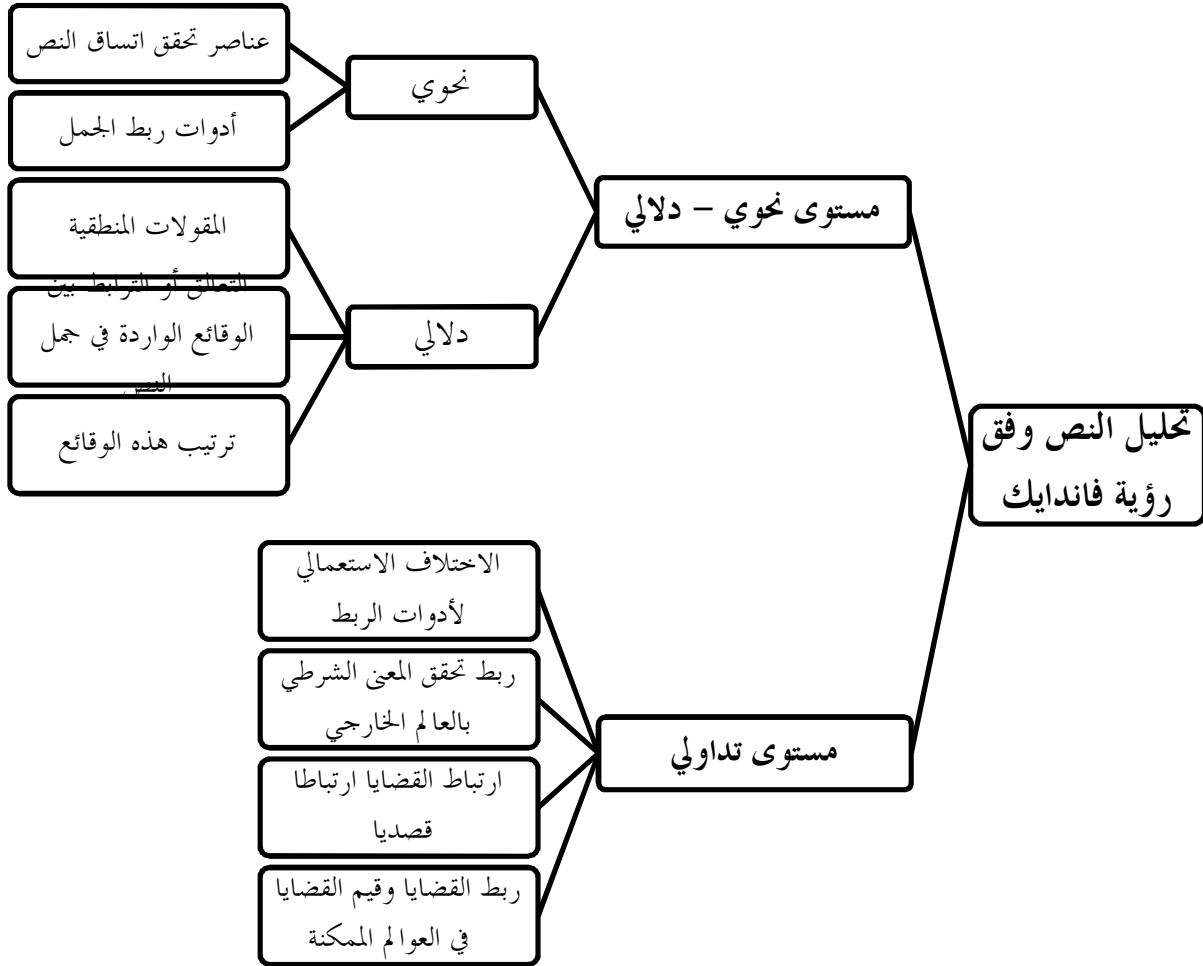 تحليل النص وفق
رؤية فاندايك
مستوى نحوي – دلالي
نحوي
عناصر تحقق اتساق النص
أدوات ربط الجمل
دلالي
المقولات المنطقية
التعالق أو الترابط بين
الوقائع الواردة في جمل
النص
ترتيب هذه الوقائع
مستوى تداولي
الاختلاف الاستعمالي
لأدوات الربط
ربط تحقق المعنى الشرطي
بالعالم الخارجي
ارتباط القضايا ارتباطا
قصديا
ربط القضايا وقيم القضايا
في العوالم الممكنة